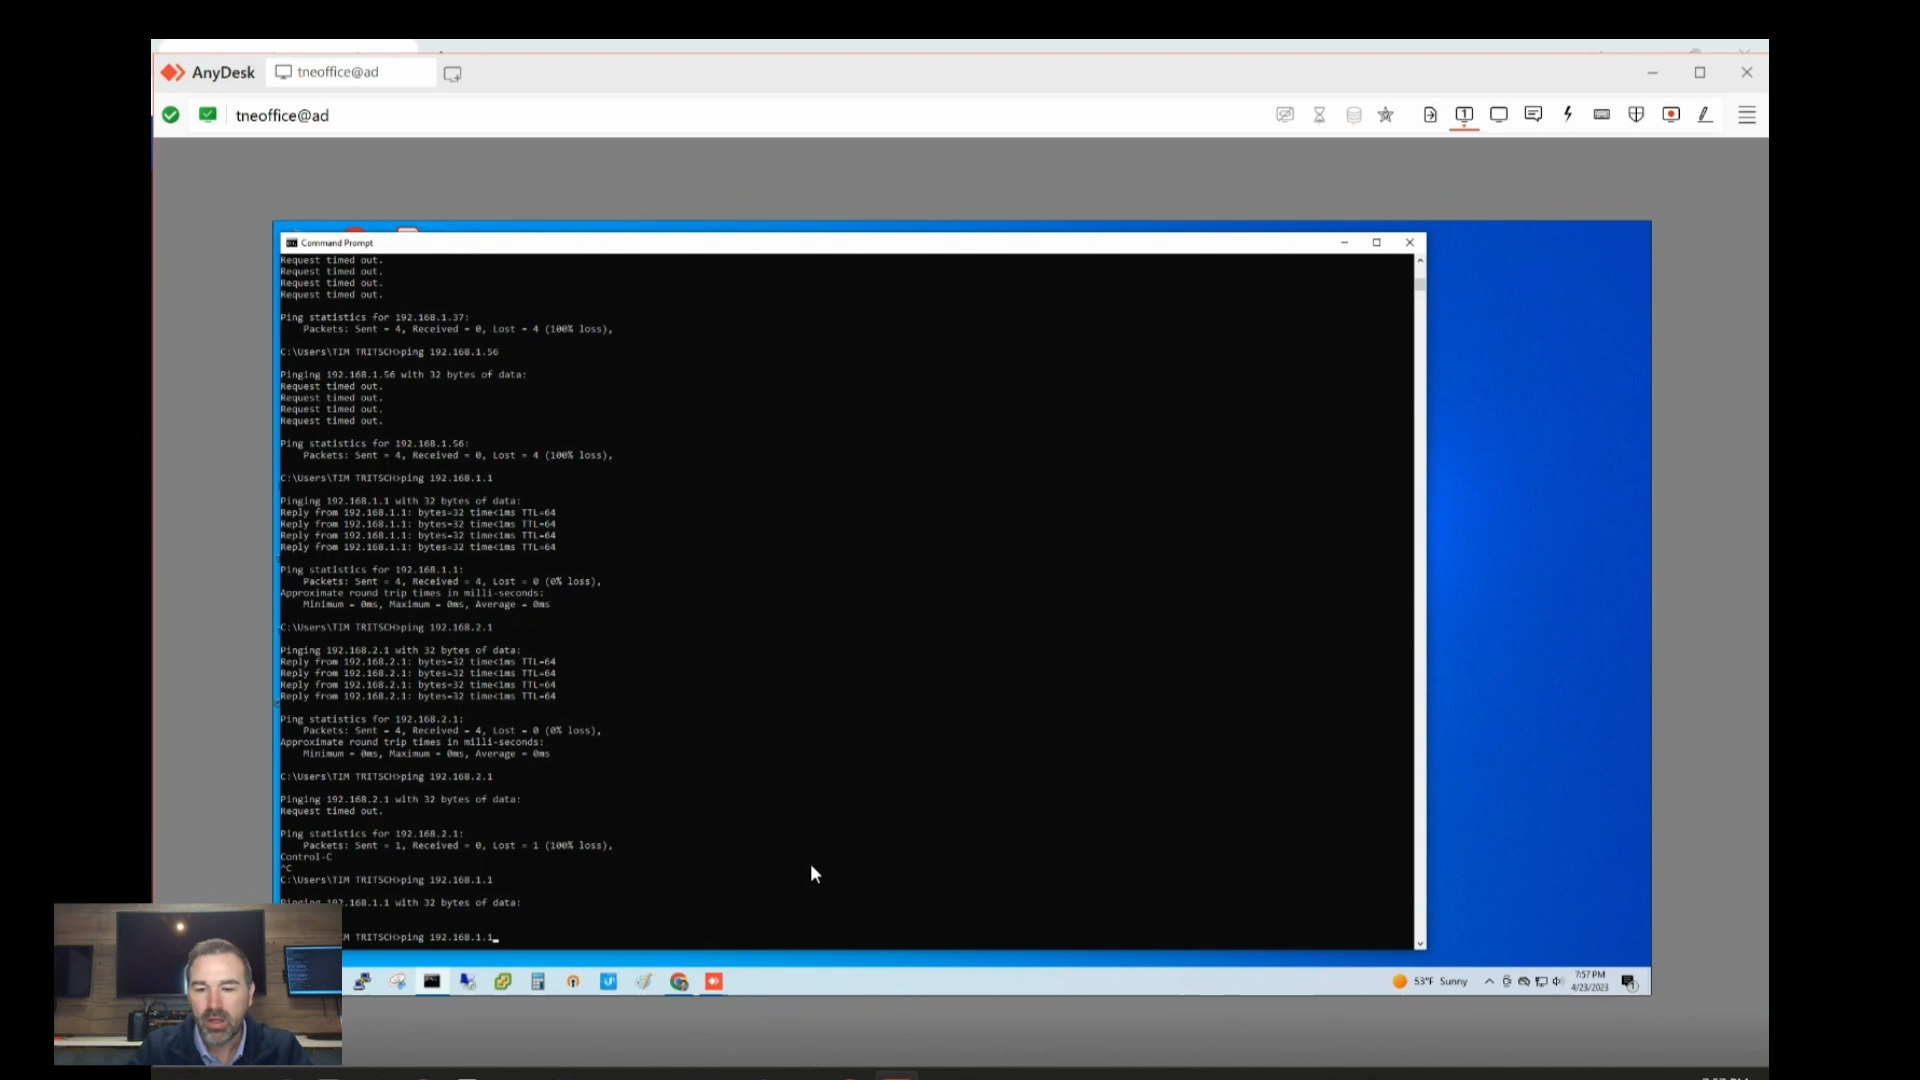 AnyDesk
tneoffice@ad
tneoffice@ad
1
Command Prompt
Request timed out.
Request timed out.
Request timed out.
Request timed out.
Ping statistics for 192.168.1.37:
Packets: Sent = 4, Received = 0, Lost = 4 (100% loss),
C:\Users\TIM TRITSCH>ping 192.168.1.56
Pinging 192.168.1.56 with 32 bytes of data:
Request timed out.
Request timed out.
Request timed out.
Request timed out.
Ping statistics for 192.168.1.56:
Packets: Sent = 4, Received = 0, Lost = 4 (100% loss),
C:\Users\TIM TRITSCH>ping 192.168.1.1
Pinging 192.168.1.1 with 32 bytes of data:
Reply from 192.168.1.1: bytes=32 time<1ms TTL=64
Reply from 192.168.1.1: bytes=32 time<1ms TTL=64
Reply from 192.168.1.1: bytes=32 time<1ms TTL=64
Reply from 192.168.1.1: bytes=32 time<1ms TTL=64
Ping statistics for 192.168.1.1:
Packets: Sent = 4, Received = 4, Lost = 0 (0% loss),
Approximate round trip times in milli-seconds:
Minimum = 0ms, Maximum = 0ms, Average = 0ms
C:\Users\TIM TRITSCH>ping 192.168.2.1
Pinging 192.168.2.1 with 32 bytes of data:
Reply from 192.168.2.1: bytes=32 time<1ms TTL=64
Reply from 192.168.2.1: bytes=32 time<1ms TTL=64
Reply from 192.168.2.1: bytes=32 time<1ms TTL=64
Reply from 192.168.2.1: bytes=32 time<1ms TTL=64
Ping statistics for 192.168.2.1:
Packets: Sent = 4, Received = 4, Lost = 0 (0% loss),
Approximate round trip times in milli-seconds:
Minimum = 0ms, Maximum = 0ms, Average = 0ms
C:\Users\TIM TRITSCH>ping 192.168.2.1
Pinging 192.168.2.1 with 32 bytes of data:
Request timed out.
Ping statistics for 192.168.2.1:
Packets: Sent = 1, Received = 0, Lost = 1 (100% loss),
Control-C
^C
C:\Users\TIM TRITSCH>ping 192.168.1.1
Pinging 192.168.1.1 with 32 bytes of data:
M TRITSCH>ping 192.168.1.1_
53°F Sunny
7:57 PM
4/23/2023